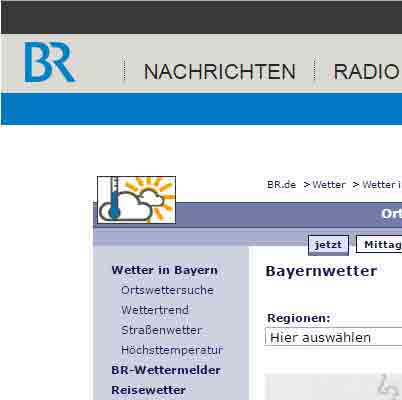 BR
NACHRICHTEN
RADIO
BR.de > Wetter > Wetter i
Ort
jetzt
Mittag
Wetter in Bayern
Ortswettersuche
Wettertrend
Straßenwetter
Höchsttemperatur
BR-Wettermelder
Reisewetter
Bayernwetter
Regionen:
Hier auswählen